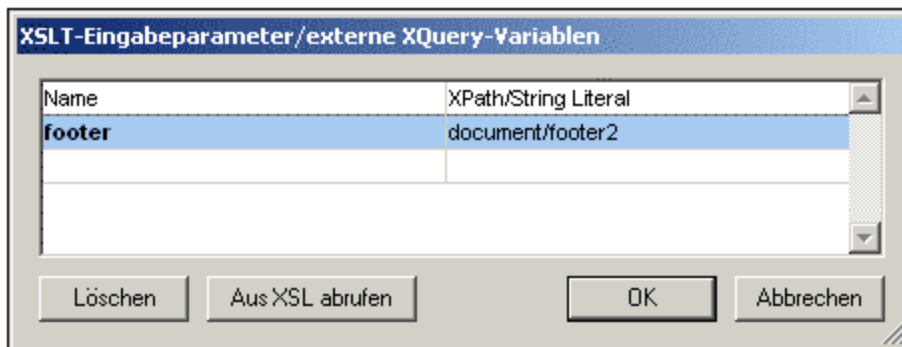 XSLT-Eingabeparameter/externe XQuery-Variablen
Name XPath/String Literal
footer document/footer2
Löschen Aus XSL abrufen OK Abbrechen